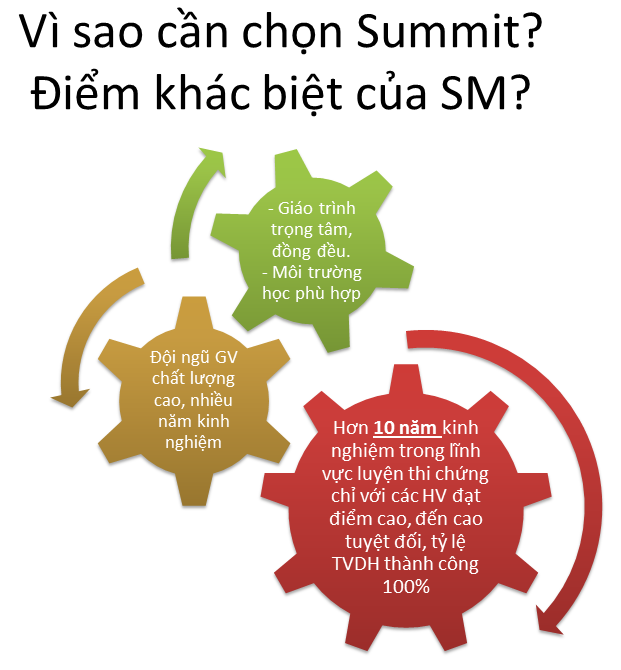 Vì sao cần chọn Summit?
Điểm khác biệt của SM?
- Giáo trình
trọng tâm,
đồng đều.
- Môi trường
học phù hợp
Đội ngũ GV
chất lượng
cao, nhiều
năm kinh
nghiệm
Hơn 10 năm kinh
nghiệm trong lĩnh
vực luyện thi chứng
chỉ với các HV đạt
điểm cao, đến cao
tuyệt đối, tỷ lệ
TVDH thành công
100%